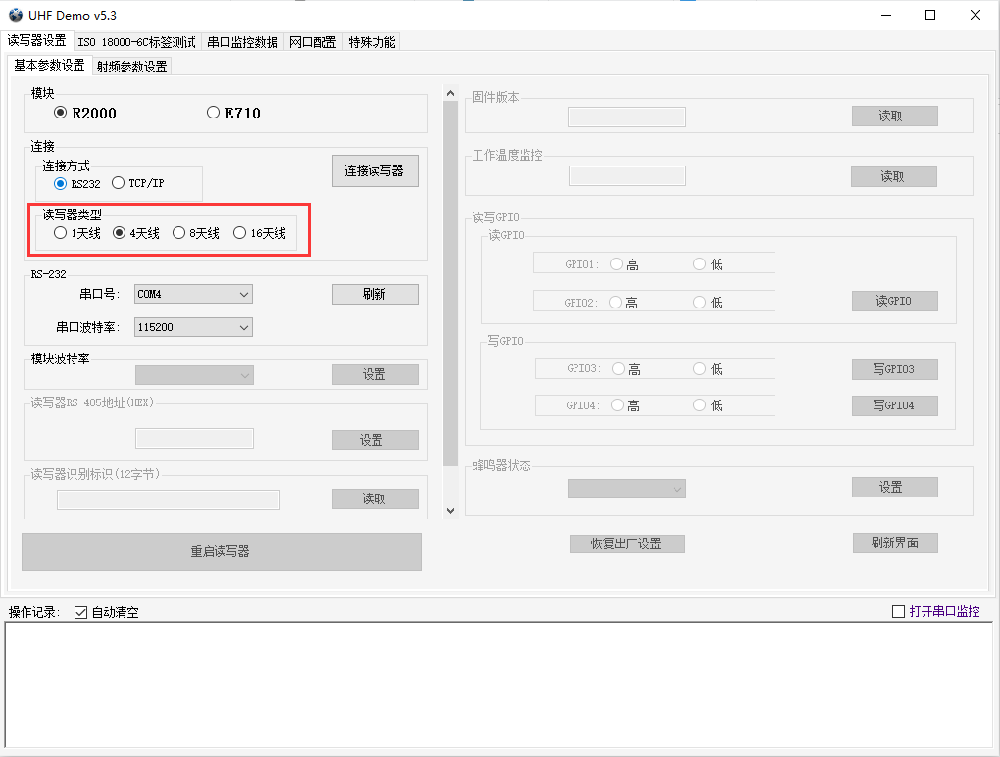 UHF Demo v5.3
读写器设置 ISO 18000-6C标签测试 串口监控数据 网口配置 特殊功能
基本参数设置 射频参数设置
模块
R2000 E710
连接
连接方式
RS232 TCP/IP
连接读写器
读写器类型
1天线 4天线 8天线 16天线
RS-232
串口号: COM4 刷新
串口波特率: 115200
模块波特率
设置
读写器RS-485地址(HEX)
设置
读写器识别标识(12字节)
读取
重启读写器
固件版本
读取
工作温度监控
读取
读写GPIO
读GPIO
GPIO1: 高 低
GPIO2: 高 低 读GPIO
写GPIO
GPIO3: 高 低 写GPIO3
GPIO4: 高 低 写GPIO4
蜂鸣器状态
设置
恢复出厂设置 刷新界面
操作记录: 自动清空 打开串口监控